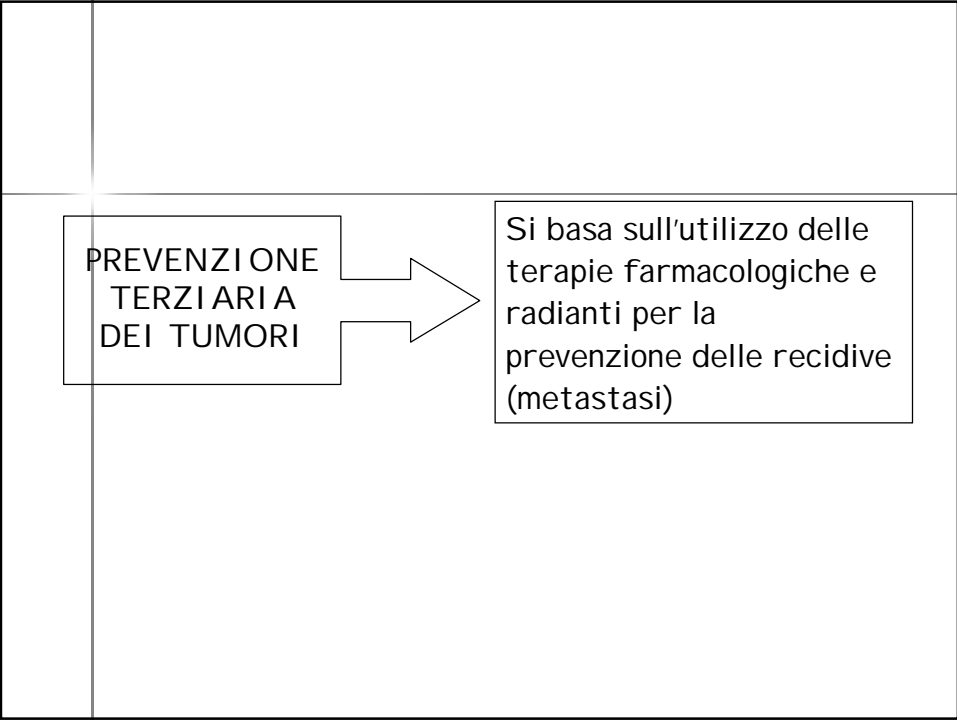 PREVENZIONE
TERZIARIA
DEI TUMORI
Si basa sull'utilizzo delle
terapie farmacologiche e
radianti per la
prevenzione delle recidive
(metastasi)